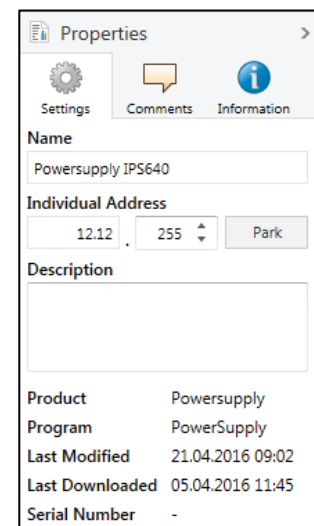 Properties >
Settings Comments Information
Name
Powersupply IPS640
Individual Address
12.12 . 255 Park
Description
Product Powersupply
Program PowerSupply
Last Modified 21.04.2016 09:02
Last Downloaded 05.04.2016 11:45
Serial Number -